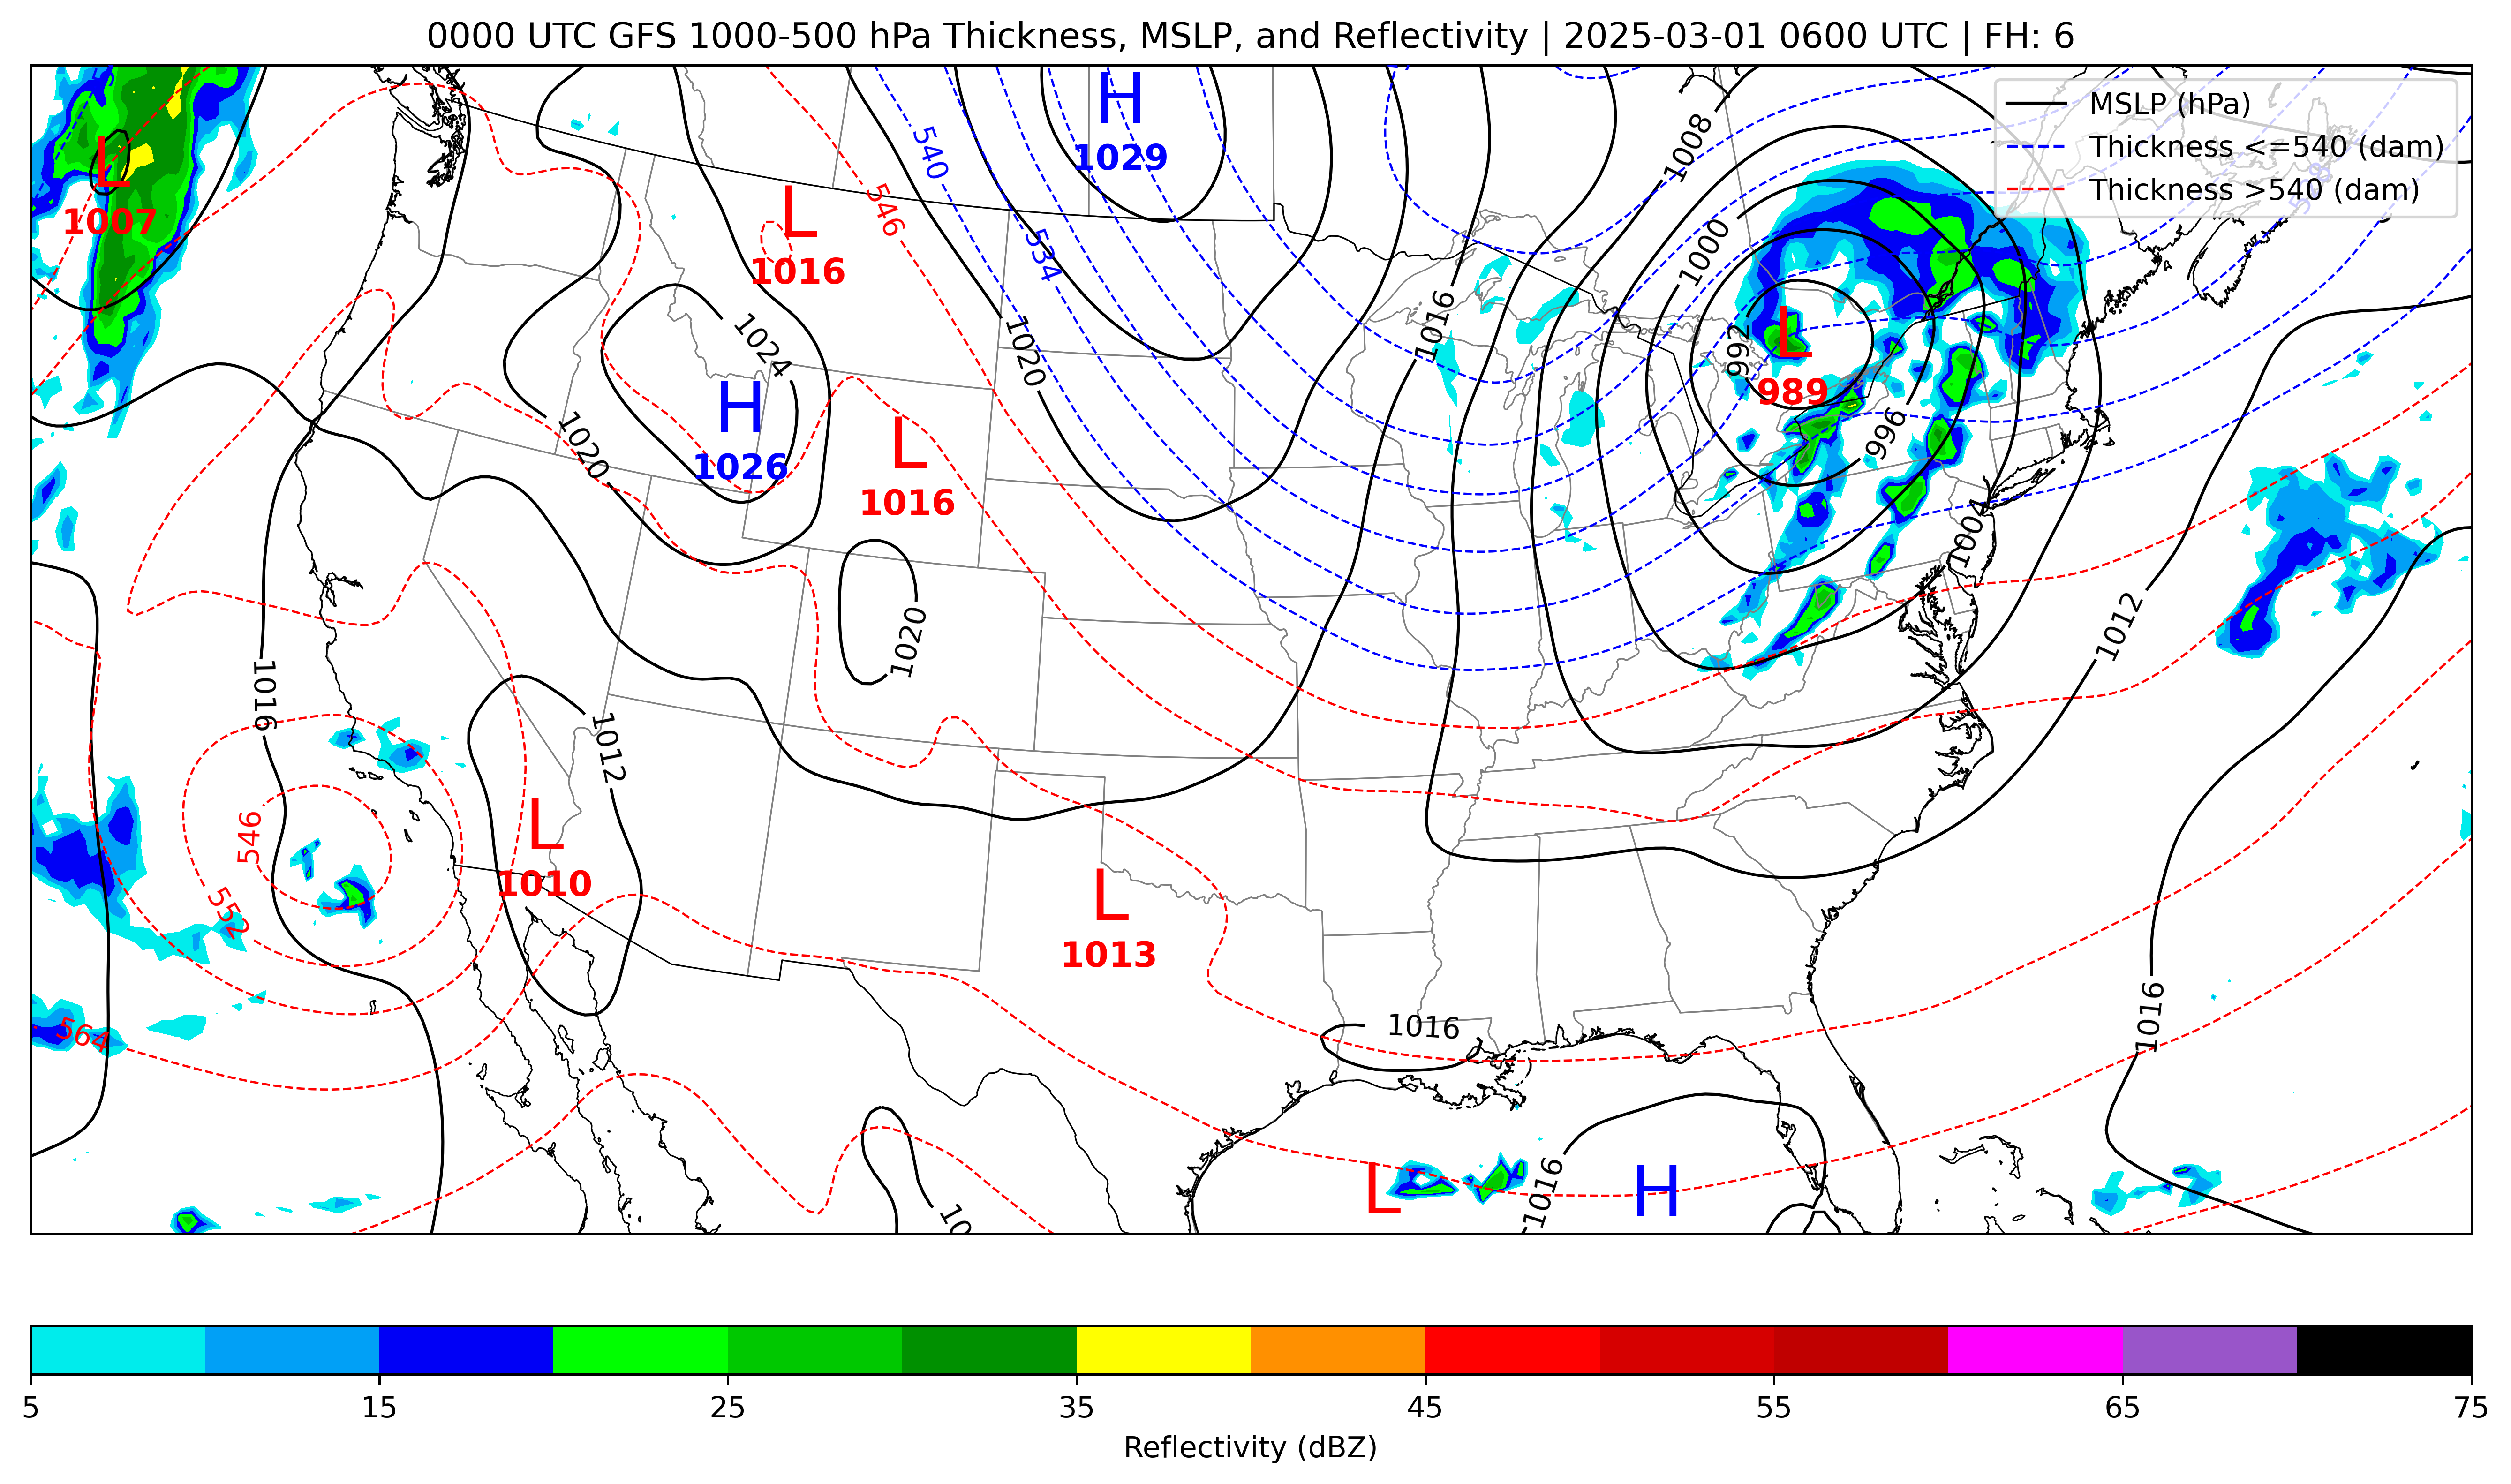 0000 UTC GFS 1000-500 hPa Thickness, MSLP, and Reflectivity | 2025-03-01 0600 UTC | FH: 6
MSLP (hPa)
Thickness <=540 (dam)
Thickness >540 (dam)
H
1029
L
1007
L
1016
540
546
534
1008
1000
1004
996
992
L
989
1016
1020
1024
H
1026
1020
L
1016
1020
1012
1016
1012
L
1010
546
552
564
L
1013
1016
1016
1016
L
H
10
5
15
25
35
45
55
65
75
Reflectivity (dBZ)